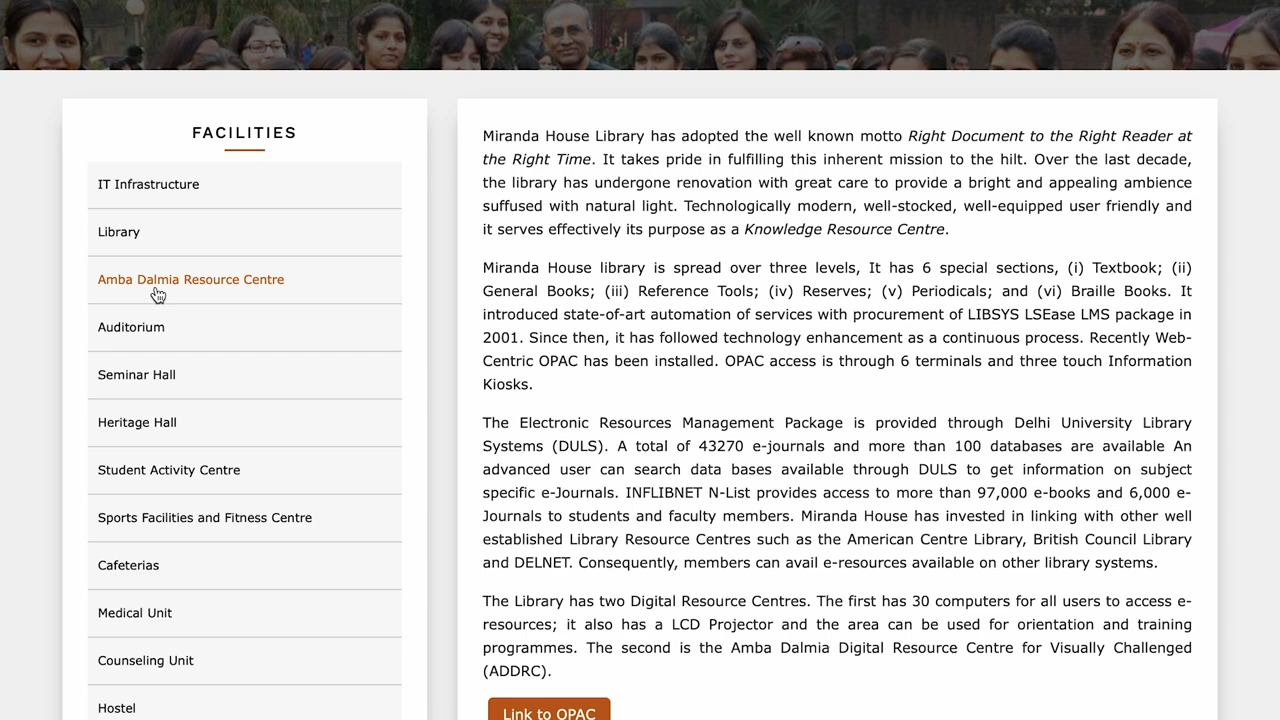 FACILITIES
IT Infrastructure
Library
Amba Dalmia Resource Centre
Auditorium
Seminar Hall
Heritage Hall
Student Activity Centre
Sports Facilities and Fitness Centre
Cafeterias
Medical Unit
Counseling Unit
Hostel
Miranda House Library has adopted the well known motto Right Document to the Right Reader at
the Right Time. It takes pride in fulfilling this inherent mission to the hilt. Over the last decade,
the library has undergone renovation with great care to provide a bright and appealing ambience
suffused with natural light. Technologically modern, well-stocked, well-equipped user friendly and
it serves effectively its purpose as a Knowledge Resource Centre.
Miranda House library is spread over three levels, It has 6 special sections, (i) Textbook; (ii)
General Books; (iii) Reference Tools; (iv) Reserves; (v) Periodicals; and (vi) Braille Books. It
introduced state-of-art automation of services with procurement of LIBSYS LSEase LMS package in
2001. Since then, it has followed technology enhancement as a continuous process. Recently Web-
Centric OPAC has been installed. OPAC access is through 6 terminals and three touch Information
Kiosks.
The Electronic Resources Management Package is provided through Delhi University Library
Systems (DULS). A total of 43270 e-journals and more than 100 databases are available An
advanced user can search data bases available through DULS to get information on subject
specific e-Journals. INFLIBNET N-List provides access to more than 97,000 e-books and 6,000 e-
Journals to students and faculty members. Miranda House has invested in linking with other well
established Library Resource Centres such as the American Centre Library, British Council Library
and DELNET. Consequently, members can avail e-resources available on other library systems.
The Library has two Digital Resource Centres. The first has 30 computers for all users to access e-
resources; it also has a LCD Projector and the area can be used for orientation and training
programmes. The second is the Amba Dalmia Digital Resource Centre for Visually Challenged
(ADDRC).
Link to OPAC